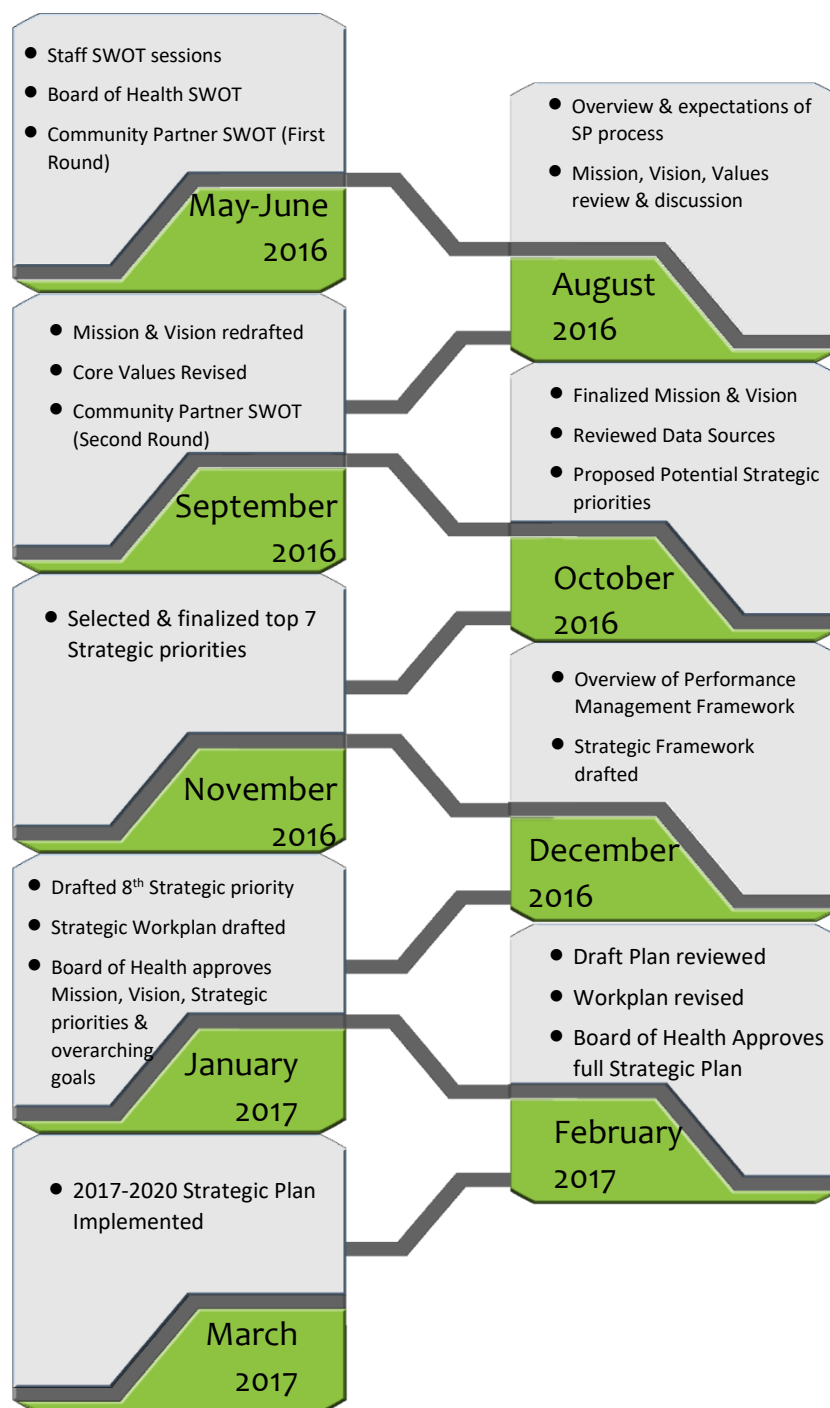 ● Staff SWOT sessions
● Board of Health SWOT
● Community Partner SWOT (First
Round)
May-June
2016
● Overview & expectations of
SP process
● Mission, Vision, Values
review & discussion
August
2016
● Mission & Vision redrafted
● Core Values Revised
● Community Partner SWOT
(Second Round)
September
2016
● Finalized Mission & Vision
● Reviewed Data Sources
● Proposed Potential Strategic
priorities
October
2016
● Selected & finalized top 7
Strategic priorities
November
2016
● Overview of Performance
Management Framework
● Strategic Framework
drafted
December
2016
● Drafted 8th Strategic priority
● Strategic Workplan drafted
● Board of Health approves
Mission, Vision, Strategic
priorities &
overarching
goals
January
2017
● Draft Plan reviewed
● Workplan revised
● Board of Health Approves
full Strategic Plan
February
2017
● 2017-2020 Strategic Plan
Implemented
March
2017